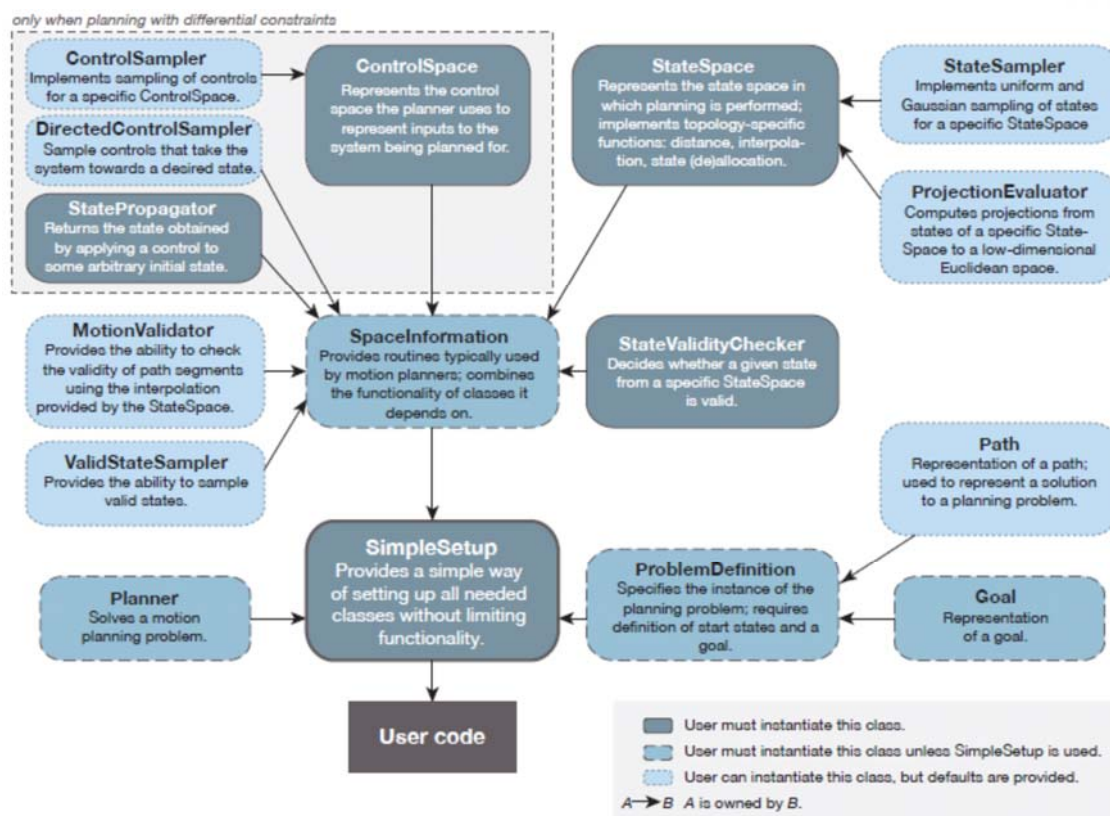 only when planning with differential constraints
ControlSampler
Implements sampling of controls
for a specific ControlSpace.
DirectedControlSampler
Sample controls that take the
system towards a desired state.
StatePropagator
Returns the state obtained
by applying a control to
some arbitrary initial state.
ControlSpace
Represents the control
space the planner uses to
represent inputs to the
system being planned for.
StateSpace
Represents the state space in
which planning is performed;
implements topology-specific
functions: distance, interpola-
tion, state (de)allocation.
StateSampler
Implements uniform and
Gaussian sampling of states
for a specific StateSpace
ProjectionEvaluator
Computes projections from
states of a specific State-
Space to a low-dimensional
Euclidean space.
MotionValidator
Provides the ability to check
the validity of path segments
using the interpolation
provided by the StateSpace.
SpaceInformation
Provides routines typically used
by motion planners; combines
the functionality of classes it
depends on.
StateValidityChecker
Decides whether a given state
from a specific StateSpace
is valid.
ValidStateSampler
Provides the ability to sample
valid states.
Path
Representation of a path;
used to represent a solution
to a planning problem.
SimpleSetup
Provides a simple way
of setting up all needed
classes without limiting
functionality.
Planner
Solves a motion
planning problem.
ProblemDefinition
Specifies the instance of the
planning problem; requires
definition of start states and a
goal.
Goal
Representation
of a goal.
User code
User must instantiate this class.
User must instantiate this class unless SimpleSetup is used.
User can instantiate this class, but defaults are provided.
A→B A is owned by B.